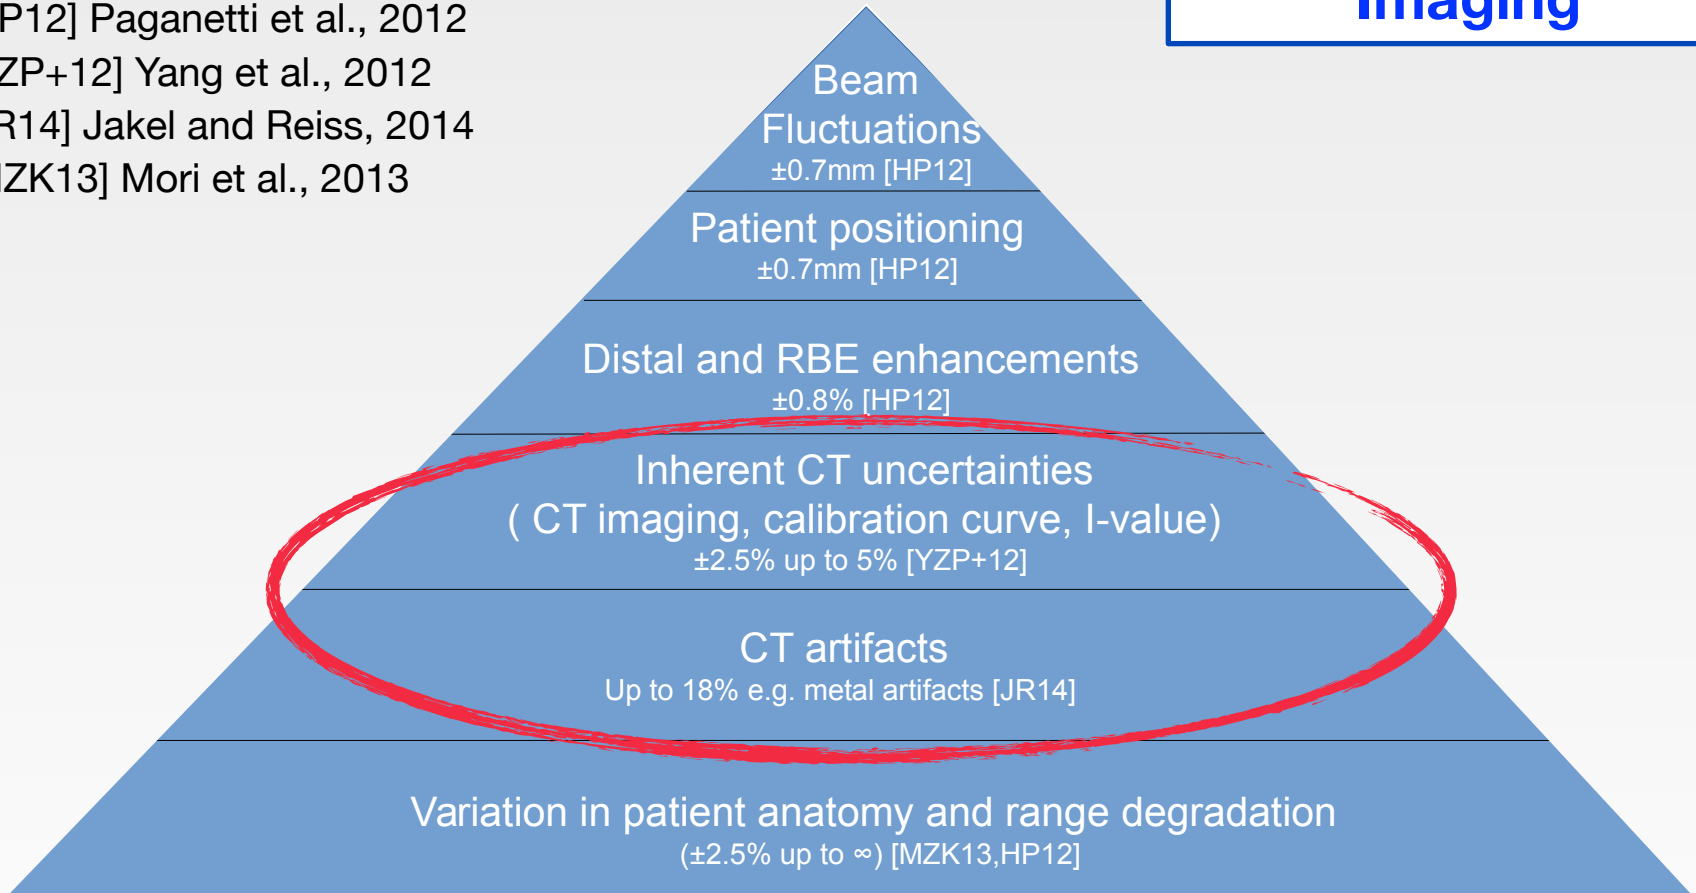 P12] Paganetti et al., 2012
ZP+12] Yang et al., 2012
R14] Jakel and Reiss, 2014
ZK13] Mori et al., 2013
Imaging
Beam
Fluctuations
±0.7mm [HP12]
Patient positioning
±0.7mm [HP12]
Distal and RBE enhancements
±0.8% [HP12]
Inherent CT uncertainties
( CT imaging, calibration curve, I-value)
±2.5% up to 5% [YZP+12]
CT artifacts
Up to 18% e.g. metal artifacts [JR14]
Variation in patient anatomy and range degradation
(±2.5% up to ∞) [MZK13,HP12]